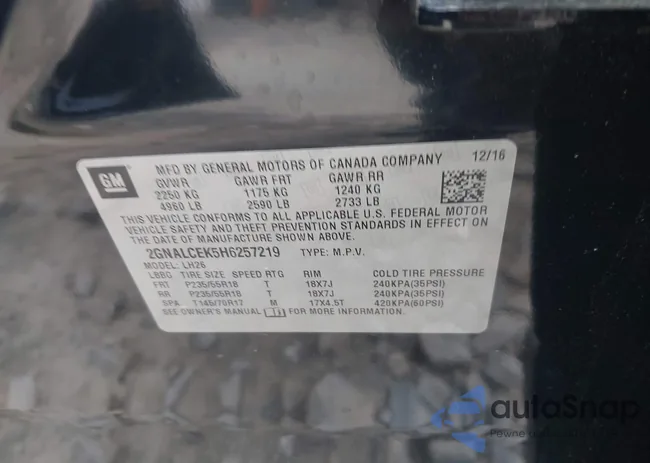 GM
MFD BY GENERAL MOTORS OF CANADA COMPANY 12/16
GVWR GAWR FRT GAWR RR
2250 KG 1175 KG 1240 KG
4960 LB 2590 LB 2733 LB
THIS VEHICLE CONFORMS TO ALL APPLICABLE U.S. FEDERAL MOTOR
VEHICLE SAFETY AND THEFT PREVENTION STANDARDS IN EFFECT ON
THE DATE OF MANUFACTURE SHOWN ABOVE.
2GNALCEK5H6257219 TYPE: M.P.V.
MODEL: LH26
LBBG TIRE SIZE SPEED RTG RIM COLD TIRE PRESSURE
FRT P235/55R18 T 18X7J 240KPA(35PSI)
RR P235/55R18 T 18X7J 240KPA(35PSI)
SPA T145/70R17 M 17X4.5T 420KPA(60PSI)
SEE OWNER'S MANUAL FOR MORE INFORMATION.
autoSnap
Pewne